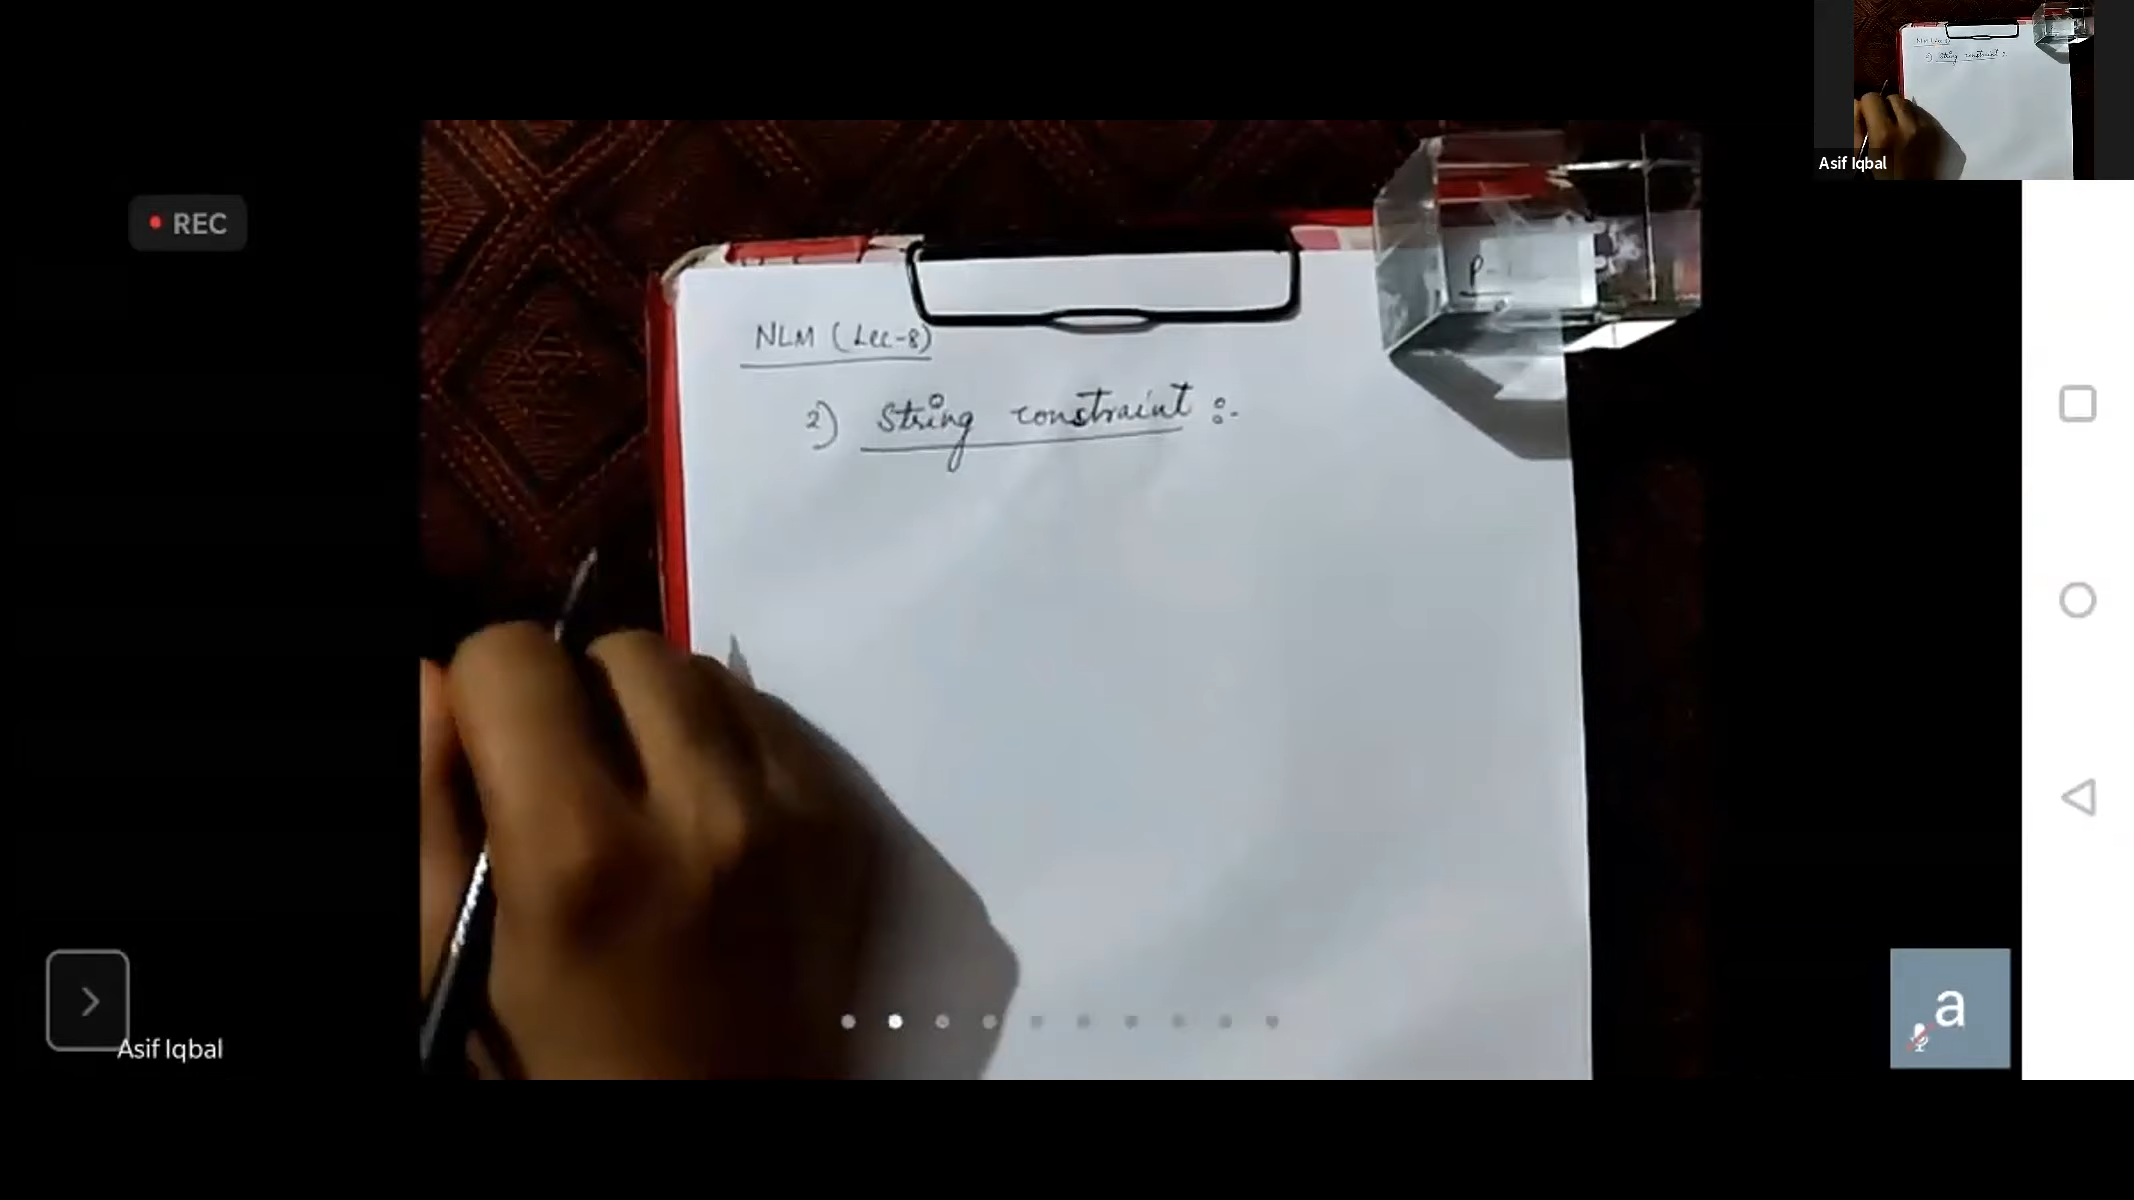 Asif Iqbal
REC
P
NLM (Lec-8)
2) String constraint :-
Asif Iqbal
a